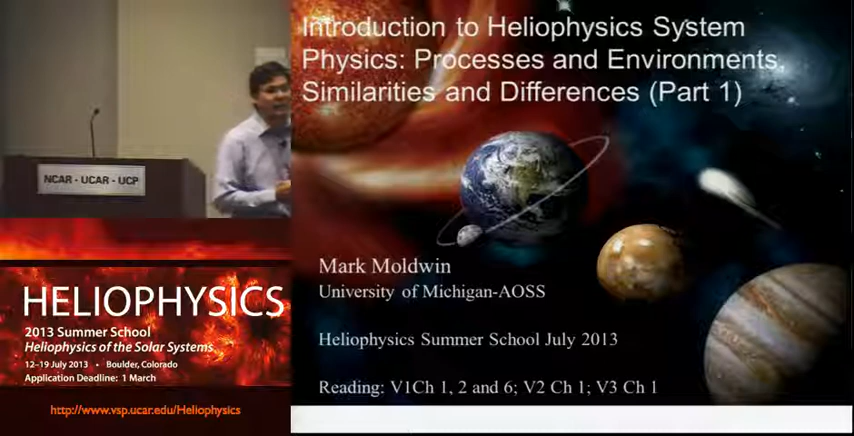 Introduction to Heliophysics System
Physics: Processes and Environments,
Similarities and Differences (Part 1)
Mark Moldwin
University of Michigan-AOSS
Heliophysics Summer School July 2013
Reading: V1Ch 1, 2 and 6; V2 Ch 1; V3 Ch 1
NCAR - UCAR - UCP
HELIOPHYSICS
2013 Summer School
Heliophysics of the Solar Systems
12–19 July 2013 • Boulder, Colorado
Application Deadline: 1 March
http://www.vsp.ucar.edu/Heliophysics